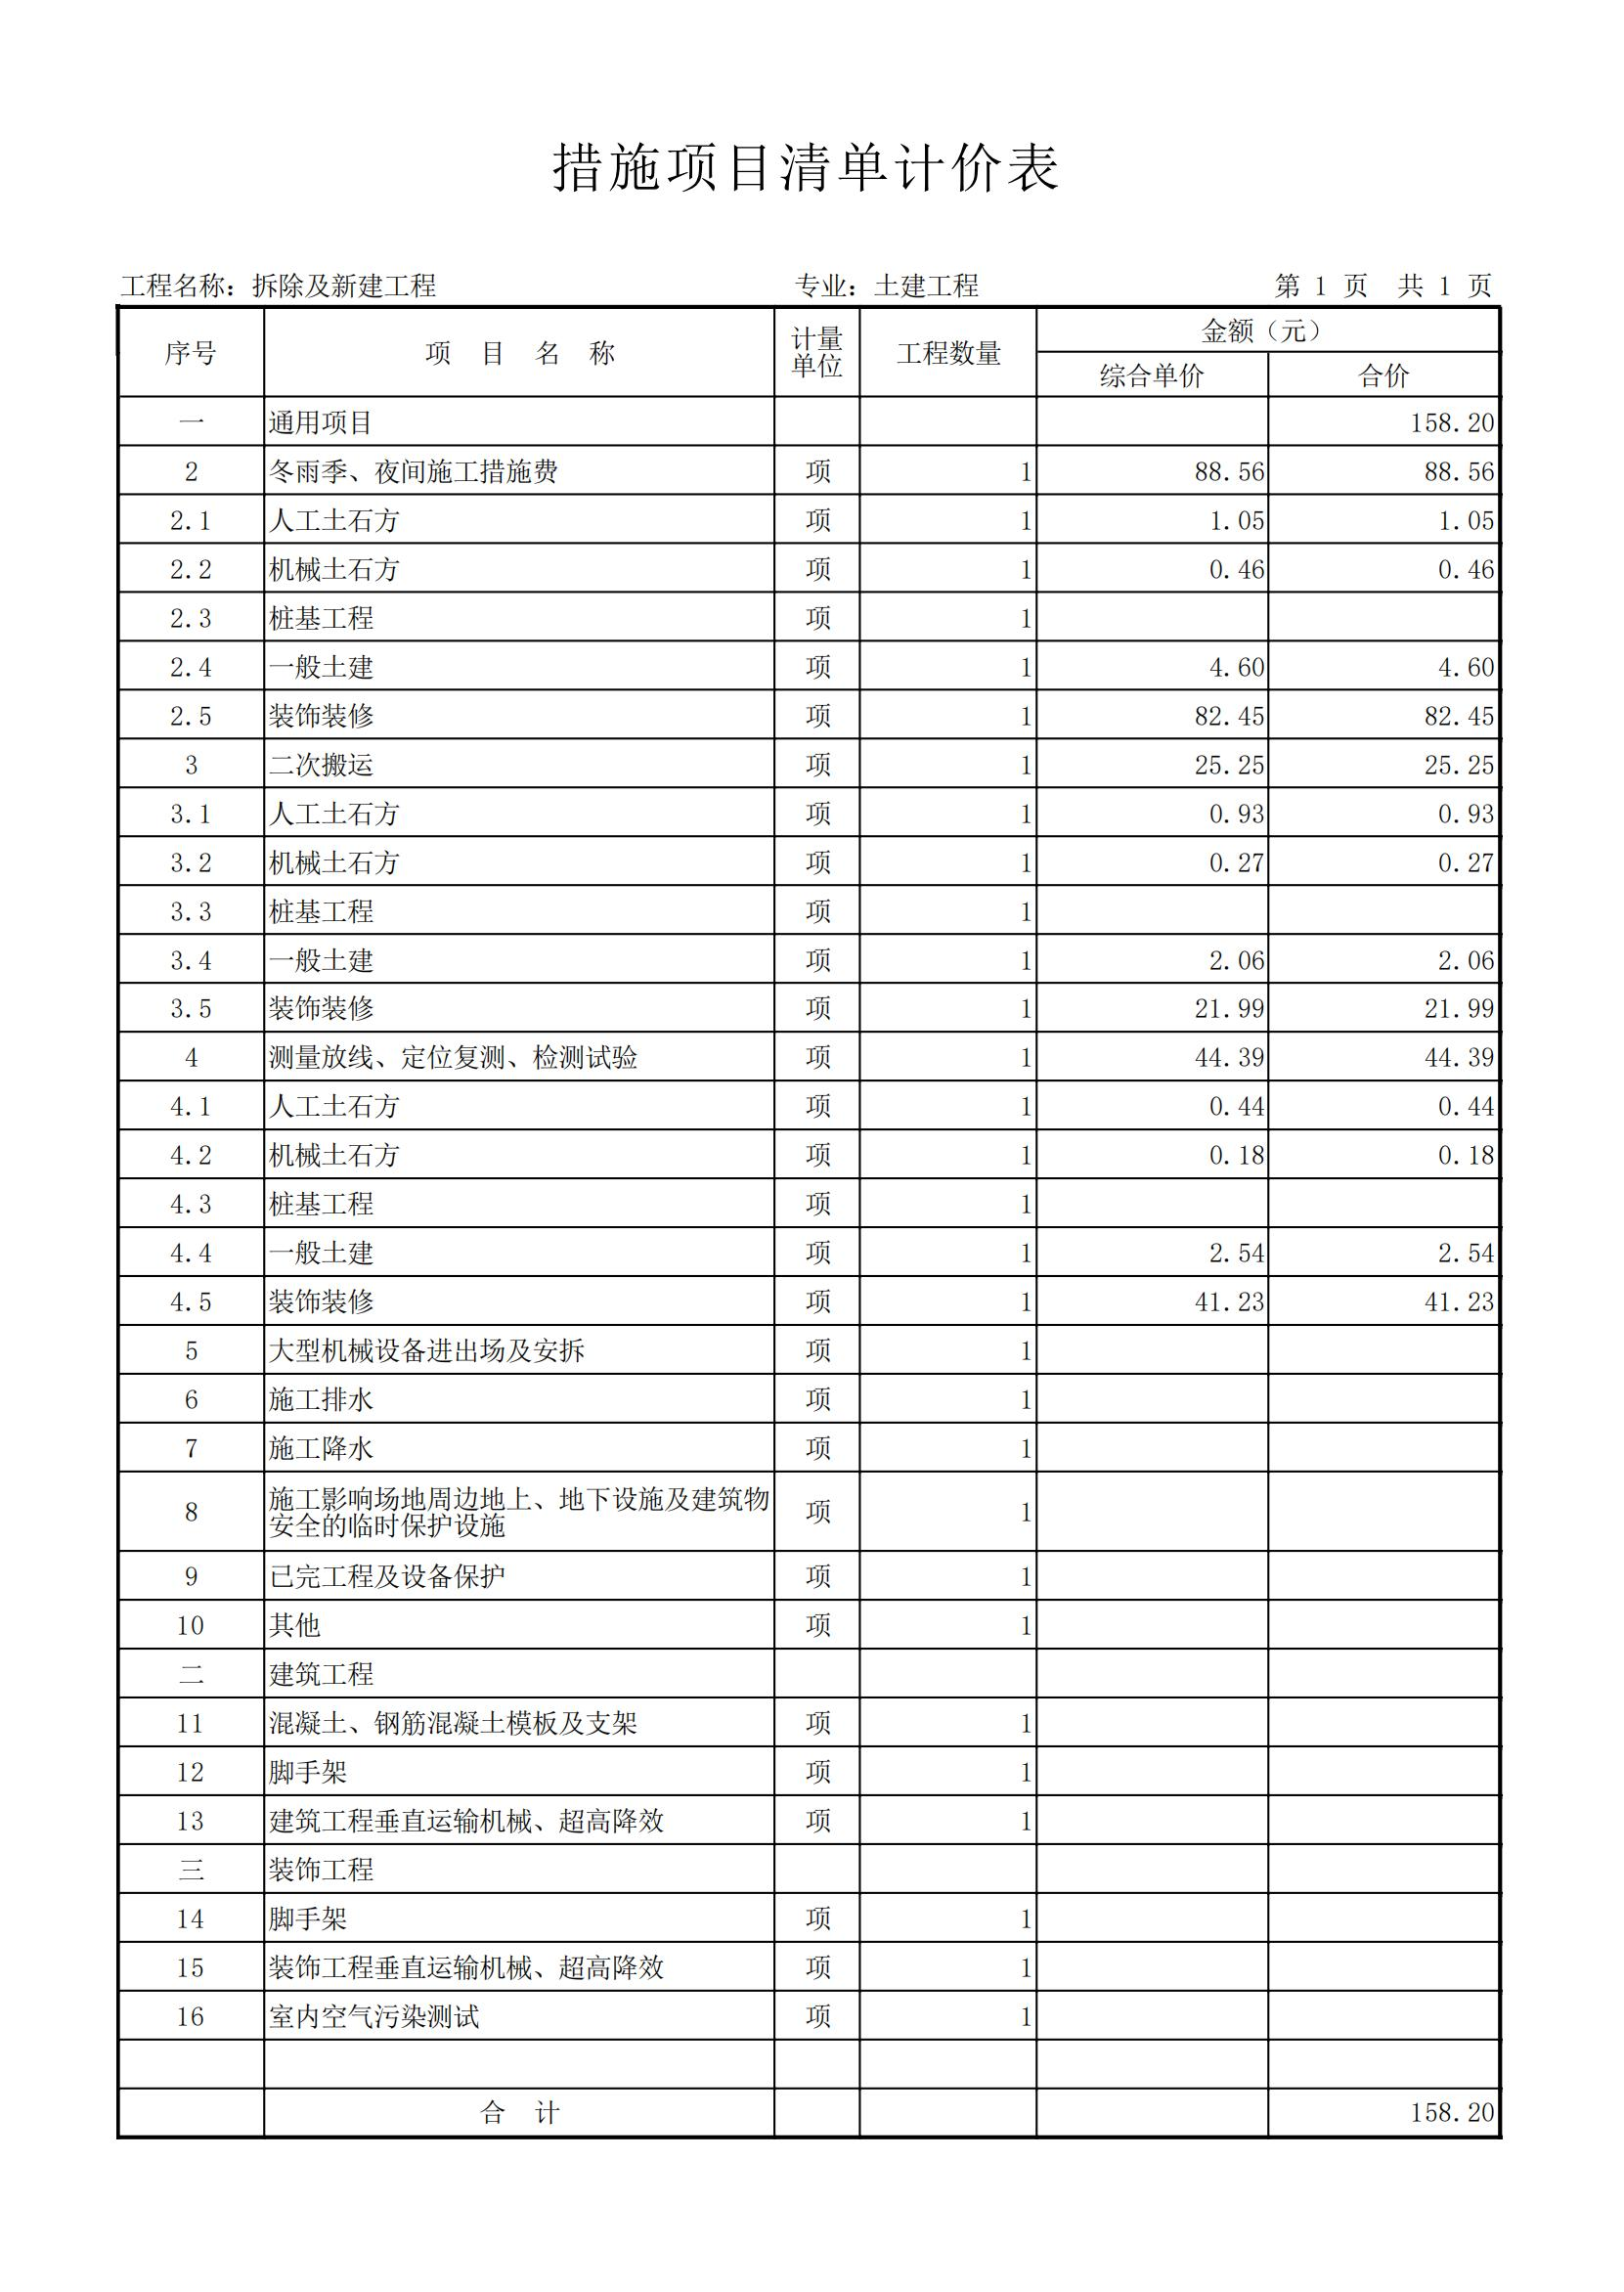 措施项目清单计价表
工程名称：拆除及新建工程 专业：土建工程 第 1 页 共 1 页
序号 项 目 名 称 计量单位 工程数量 金额（元）
综合单价 合价
一 通用项目 158.20
2 冬雨季、夜间施工措施费 项 1 88.56 88.56
2.1 人工土石方 项 1 1.05 1.05
2.2 机械土石方 项 1 0.46 0.46
2.3 桩基工程 项 1
2.4 一般土建 项 1 4.60 4.60
2.5 装饰装修 项 1 82.45 82.45
3 二次搬运 项 1 25.25 25.25
3.1 人工土石方 项 1 0.93 0.93
3.2 机械土石方 项 1 0.27 0.27
3.3 桩基工程 项 1
3.4 一般土建 项 1 2.06 2.06
3.5 装饰装修 项 1 21.99 21.99
4 测量放线、定位复测、检测试验 项 1 44.39 44.39
4.1 人工土石方 项 1 0.44 0.44
4.2 机械土石方 项 1 0.18 0.18
4.3 桩基工程 项 1
4.4 一般土建 项 1 2.54 2.54
4.5 装饰装修 项 1 41.23 41.23
5 大型机械设备进出场及安拆 项 1
6 施工排水 项 1
7 施工降水 项 1
8 施工影响场地周边地上、地下设施及建筑物
安全的临时保护设施 项 1
9 已完工程及设备保护 项 1
10 其他 项 1
二 建筑工程
11 混凝土、钢筋混凝土模板及支架 项 1
12 脚手架 项 1
13 建筑工程垂直运输机械、超高降效 项 1
三 装饰工程
14 脚手架 项 1
15 装饰工程垂直运输机械、超高降效 项 1
16 室内空气污染测试 项 1
合 计 158.20